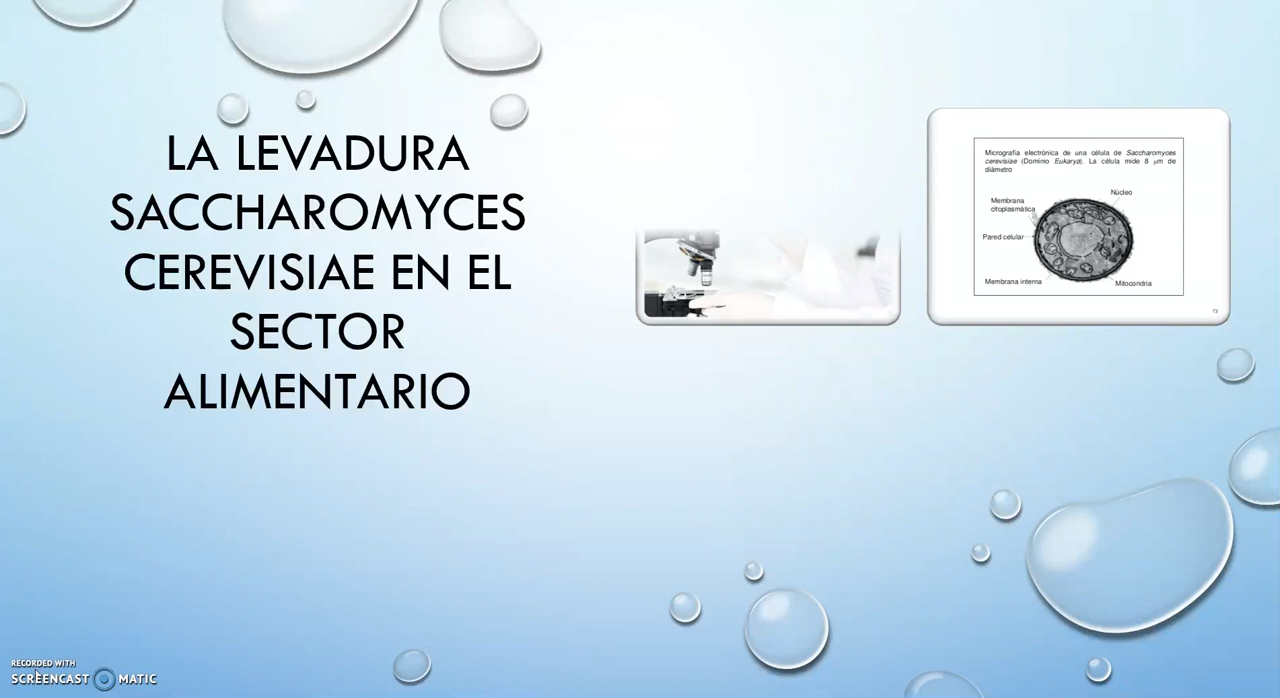 LA LEVADURA
SACCHAROMYCES
CEREVISIAE EN EL
SECTOR
ALIMENTARIO
Micrografía electrónica de una célula de Saccharomyces
cerevisiae (Dominio Eukarya). La célula mide 8 µm de
diámetro
Núcleo
Membrana
citoplasmática
Pared celular
Membrana interna
Mitocondria
73
RECORDED WITH
SCREENCAST MATIC